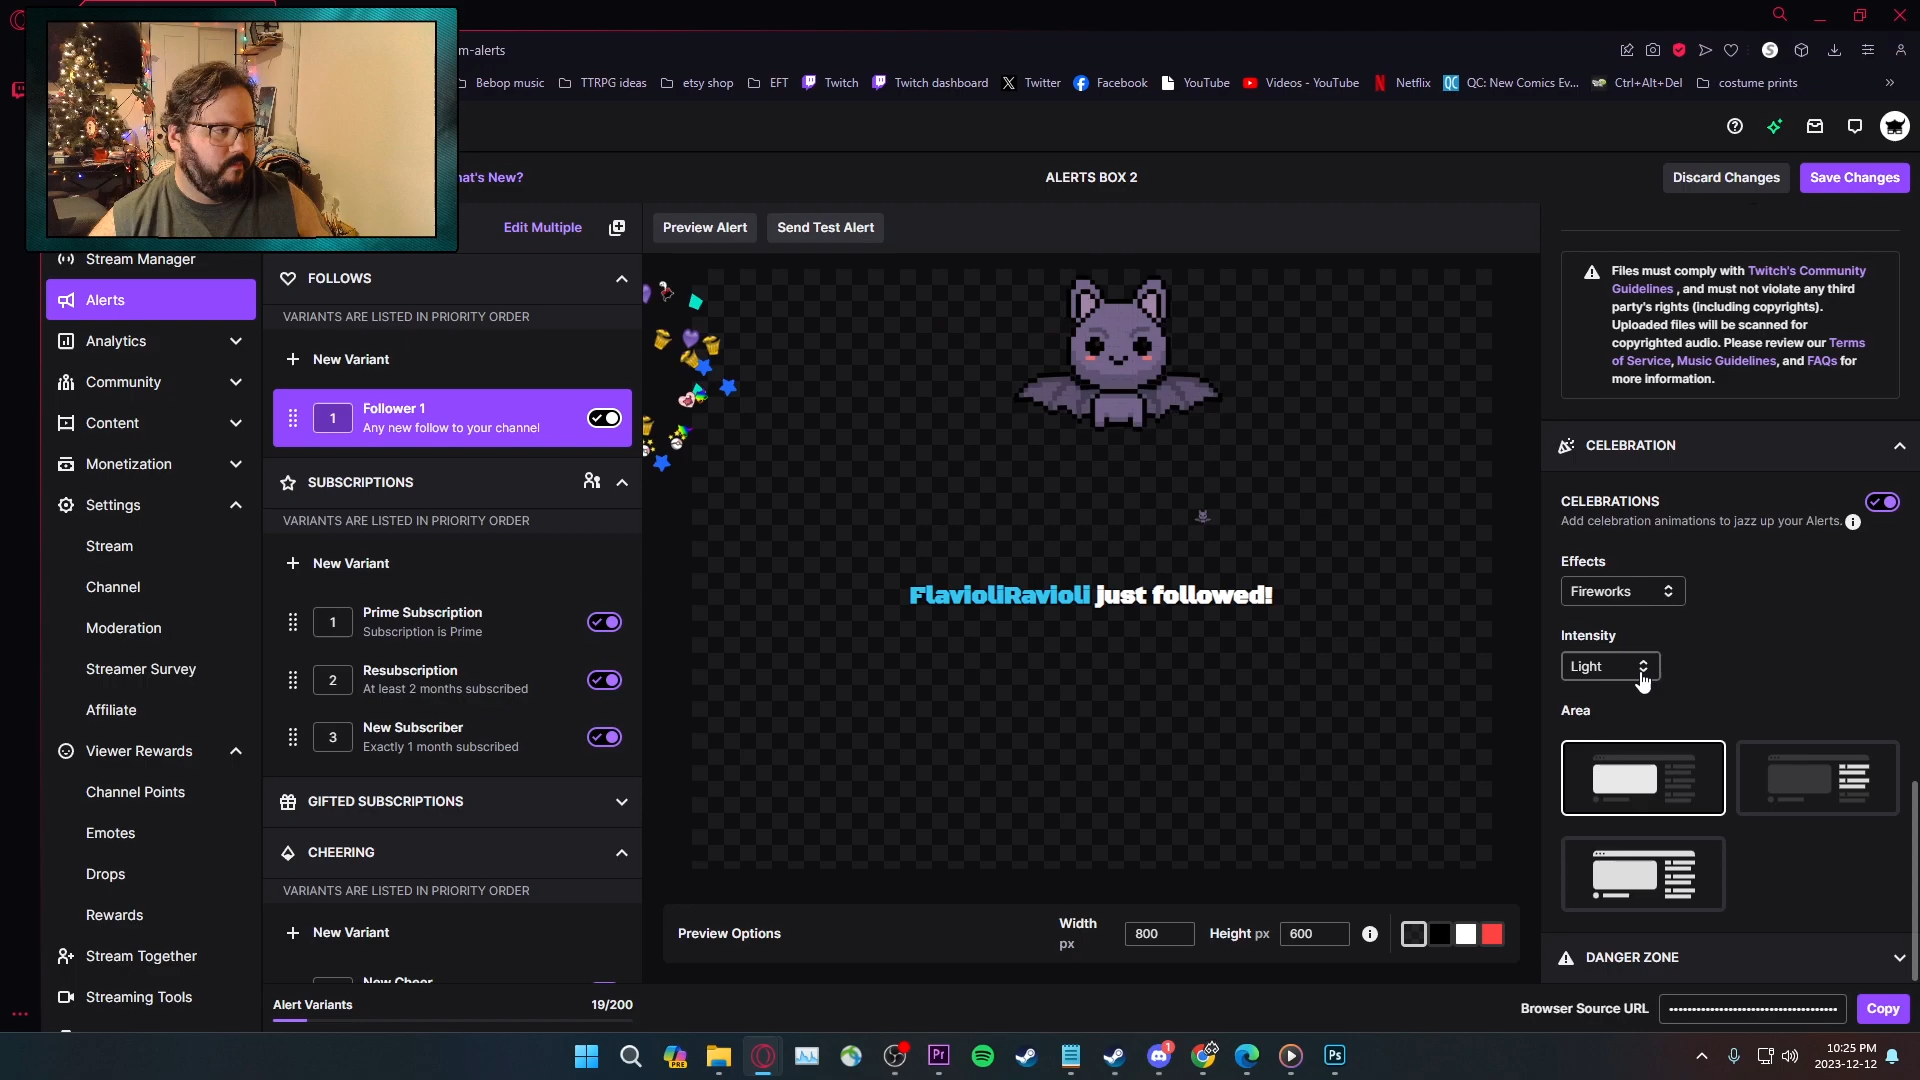 m-alerts
Bebop music
TTRPG ideas
etsy shop
EFT
Twitch
Twitch dashboard
Twitter
Facebook
YouTube
Videos - YouTube
Netflix
QC: New Comics Ev...
Ctrl+Alt+Del
costume prints
hat's New?
ALERTS BOX 2
Discard Changes
Save Changes
Edit Multiple
Preview Alert
Send Test Alert
Stream Manager
Alerts
Analytics
Community
Content
Monetization
Settings
Stream
Channel
Moderation
Streamer Survey
Affiliate
Viewer Rewards
Channel Points
Emotes
Drops
Rewards
Stream Together
Streaming Tools
FOLLOWS
VARIANTS ARE LISTED IN PRIORITY ORDER
New Variant
1
Follower 1
Any new follow to your channel
SUBSCRIPTIONS
VARIANTS ARE LISTED IN PRIORITY ORDER
New Variant
1
Prime Subscription
Subscription is Prime
2
Resubscription
At least 2 months subscribed
3
New Subscriber
Exactly 1 month subscribed
GIFTED SUBSCRIPTIONS
CHEERING
VARIANTS ARE LISTED IN PRIORITY ORDER
New Variant
New Cheer
Alert Variants
19/200
FlavioliRavioli just followed!
Preview Options
Width px
800
Height px
600
Files must comply with Twitch's Community
Guidelines , and must not violate any third
party's rights (including copyrights).
Uploaded files will be scanned for
copyrighted audio. Please review our Terms
of Service, Music Guidelines, and FAQs for
more information.
CELEBRATION
CELEBRATIONS
Add celebration animations to jazz up your Alerts.
Effects
Fireworks
Intensity
Light
Area
DANGER ZONE
Browser Source URL
Copy
PRE
Pr
1
Ps
10:25 PM
2023-12-12